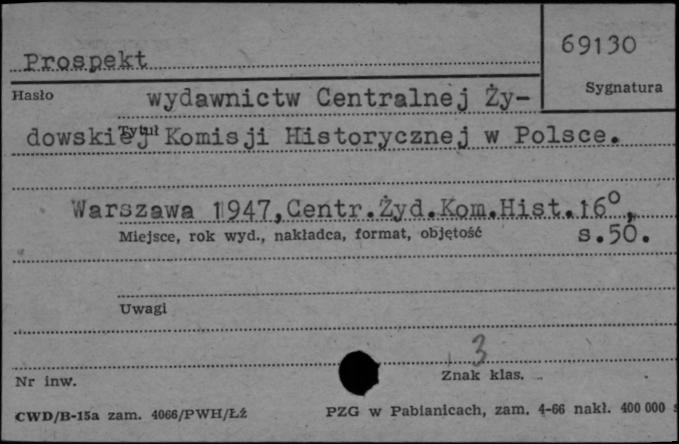 69130
Prospekt
Hasło
Sygnatura
wydawnictw Centralnej Ży-
Tytuł
dowskiej Komisji Historycznej w Polsce.
Warszawa 1947,Centr.Żyd.Kom.Hist.16°,
Miejsce, rok wyd., nakładca, format, objętość
s.50.
Uwagi
3
Nr inw.
Znak klas.
CWD/B-15a zam. 4066/PWH/Łź
PZG w Pabianicach, zam. 4-66 nakł. 400 000 s